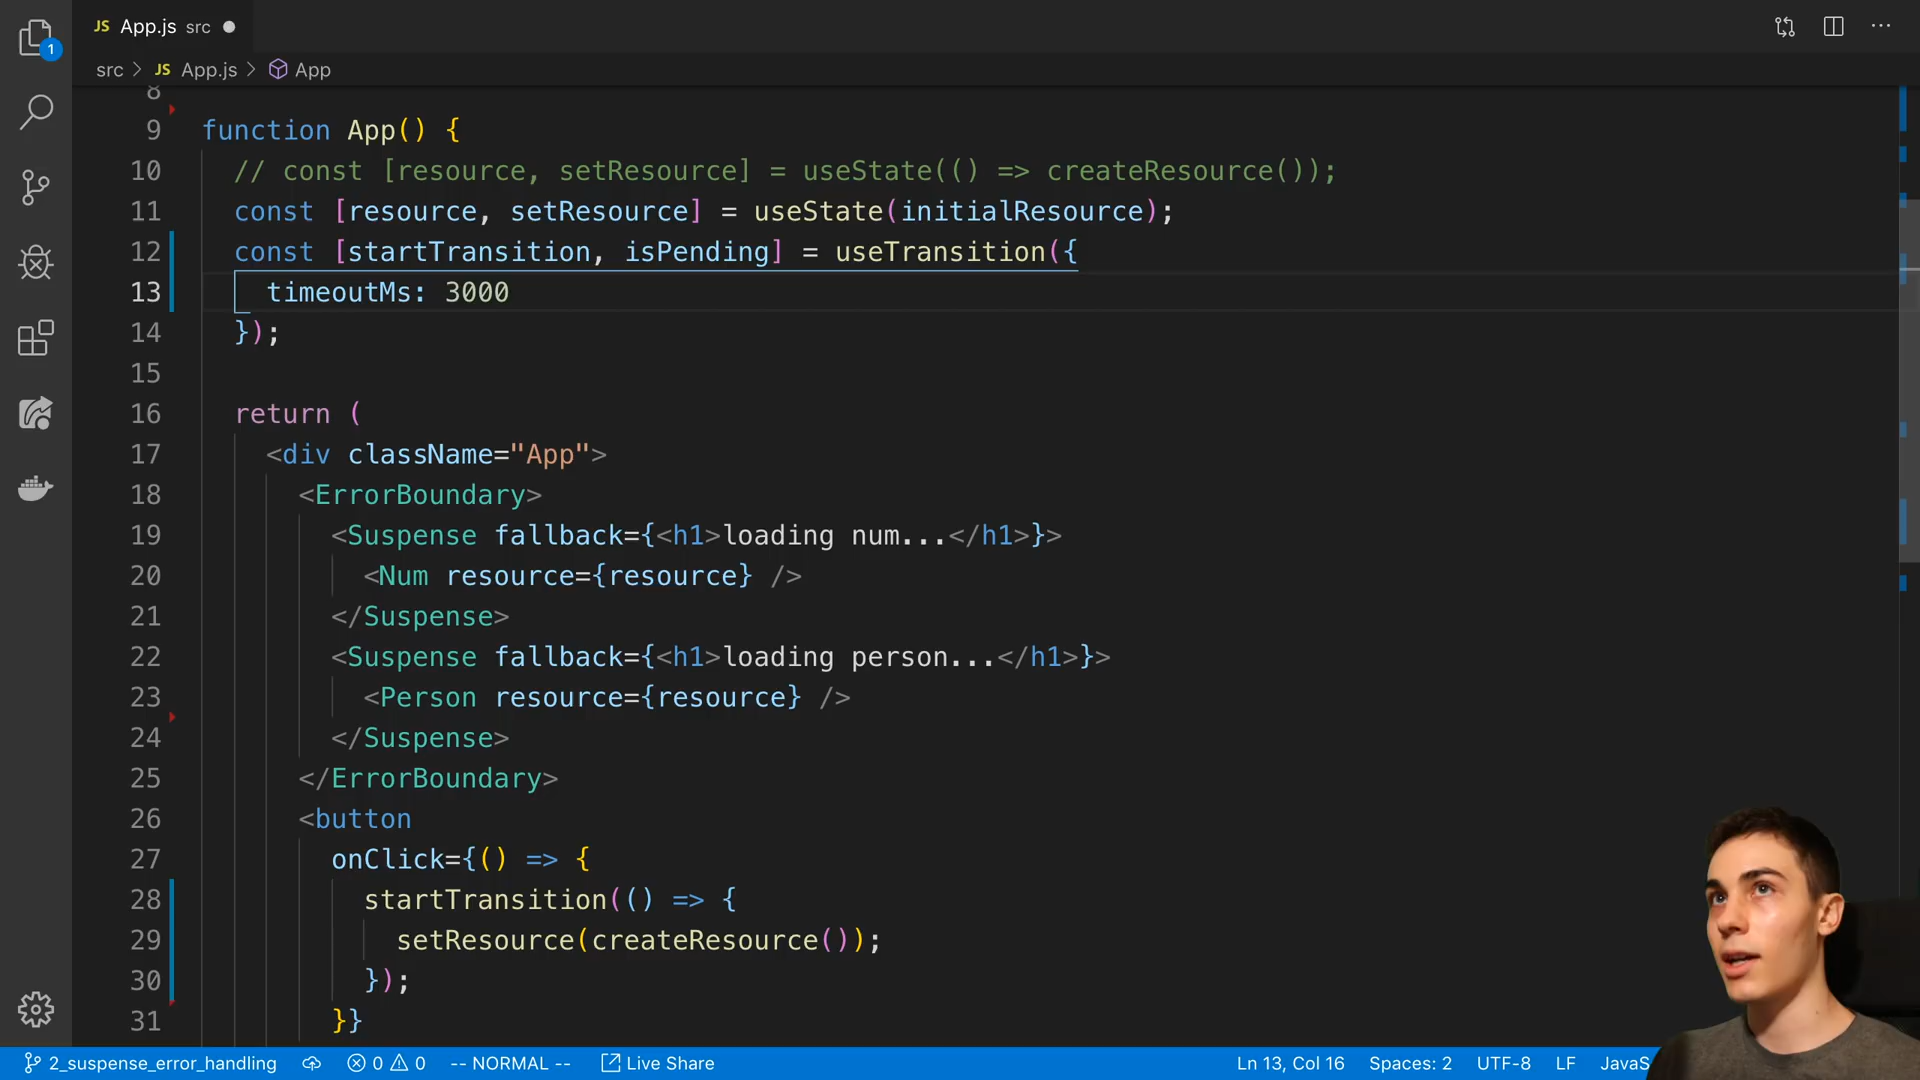 JS App.js src
1
src > JS App.js > App
8
9 function App() {
10 // const [resource, setResource] = useState(() => createResource());
11 const [resource, setResource] = useState(initialResource);
12 const [startTransition, isPending] = useTransition({
13 timeoutMs: 3000
14 });
15
16 return (
17 <div className="App">
18 <ErrorBoundary>
19 <Suspense fallback={<h1>loading num...</h1>}>
20 <Num resource={resource} />
21 </Suspense>
22 <Suspense fallback={<h1>loading person...</h1>}>
23 <Person resource={resource} />
24 </Suspense>
25 </ErrorBoundary>
26 <button
27 onClick={() => {
28 startTransition(() => {
29 setResource(createResource());
30 });
31 }}
2_suspense_error_handling 0 0 -- NORMAL -- Live Share Ln 13, Col 16 Spaces: 2 UTF-8 LF JavaS